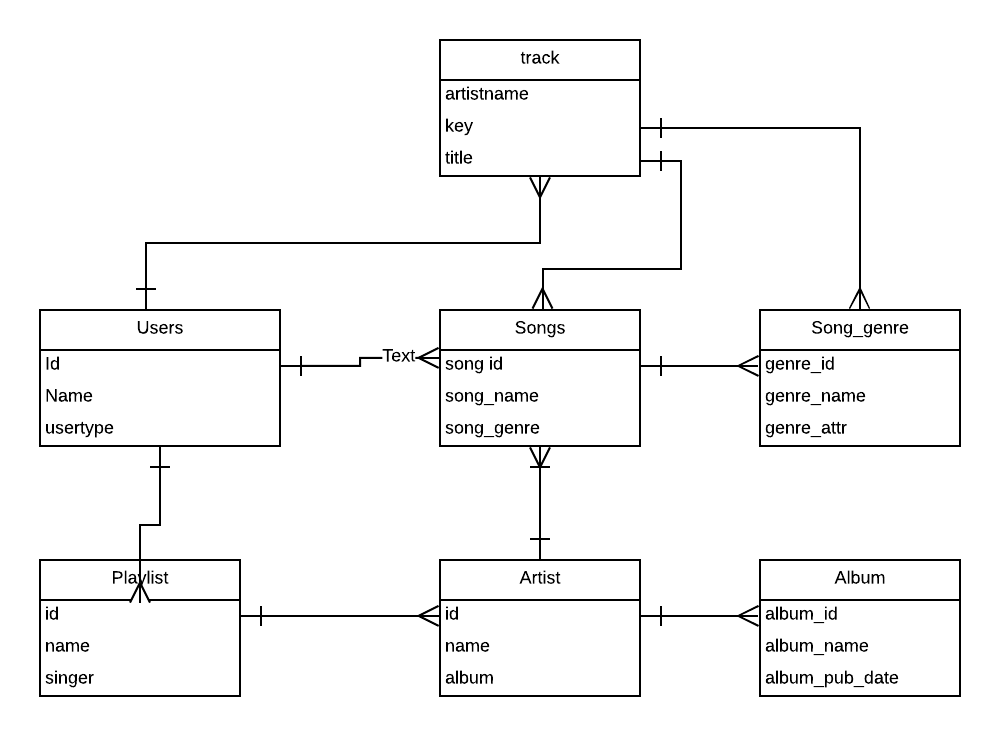 track
artistname
key
title
Users
Id
Name
usertype
Text
Songs
song id
song_name
song_genre
Song_genre
genre_id
genre_name
genre_attr
Playlist
id
name
singer
Artist
id
name
album
Album
album_id
album_name
album_pub_date